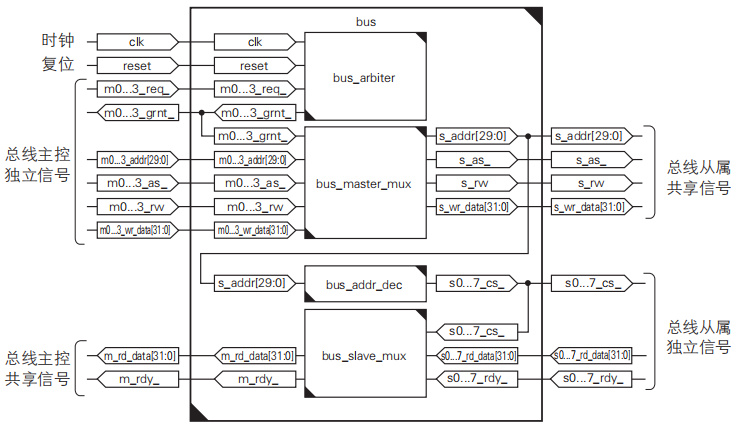 bus
时钟 clk clk
复位 reset reset
bus_arbiter
m0...3_req_ m0...3_req_
m0...3_grnt_ m0...3_grnt_
m0...3_grnt_ s_addr[29:0] s_addr[29:0]
总线主控
独立信号
m0...3_addr[29:0] m0...3_addr[29:0] s_as_ s_as_
总线从属
共享信号
m0...3_as_ m0...3_as_ bus_master_mux s_rw s_rw
m0...3_rw m0...3_rw s_wr_data[31:0] s_wr_data[31:0]
m0...3_wr_data[31:0] m0...3_wr_data[31:0]
s_addr[29:0] bus_addr_dec s0...7_cs_ s0...7_cs_
s0...7_cs_
总线从属
独立信号
总线主控
共享信号
m_rd_data[31:0] m_rd_data[31:0] bus_slave_mux s0...7_rd_data[31:0] s0...7_rd_data[31:0]
m_rdy_ m_rdy_ s0...7_rdy_ s0...7_rdy_